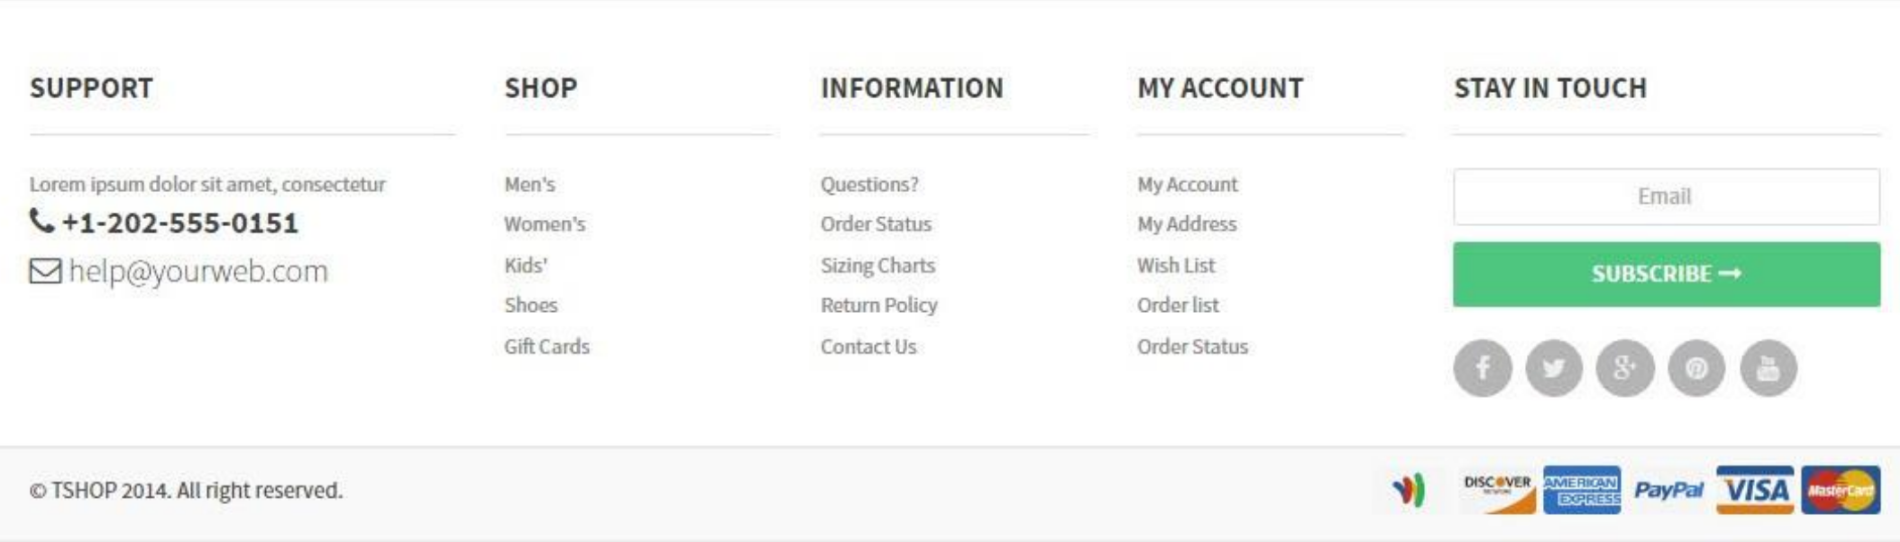 SUPPORT
Lorem ipsum dolor sit amet, consectetur
+1-202-555-0151
help@yourweb.com
SHOP
Men's
Women's
Kids'
Shoes
Gift Cards
INFORMATION
Questions?
Order Status
Sizing Charts
Return Policy
Contact Us
MY ACCOUNT
My Account
My Address
Wish List
Order list
Order Status
STAY IN TOUCH
Email
SUBSCRIBE →
© TSHOP 2014. All right reserved.
DISCOVER
NETWORK
AMERICAN
EXPRESS
PayPal
VISA
MasterCard